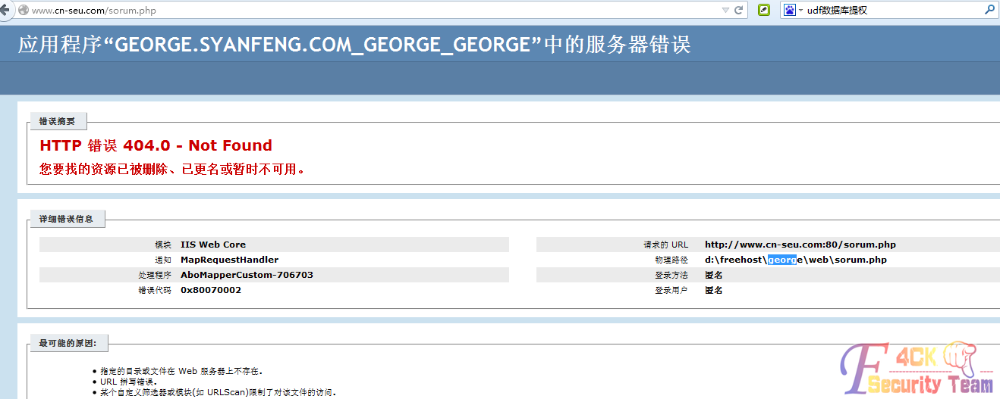 www.cn-seu.com/sorum.php
udf数据库提权
应用程序“GEORGE.SYANFENG.COM_GEORGE_GEORGE”中的服务器错误
错误摘要
HTTP 错误 404.0 - Not Found
您要找的资源已被删除、已更名或暂时不可用。
详细错误信息
模块 IIS Web Core
通知 MapRequestHandler
处理程序 AboMapperCustom-706703
错误代码 0x80070002
请求的 URL http://www.cn-seu.com:80/sorum.php
物理路径 d:\freehost\george\web\sorum.php
登录方法 匿名
登录用户 匿名
最可能的原因:
指定的目录或文件在 Web 服务器上不存在。
URL 拼写错误。
某个自定义筛选器或模块(如 URLScan)限制了对该文件的访问。
F4CK
Security Team